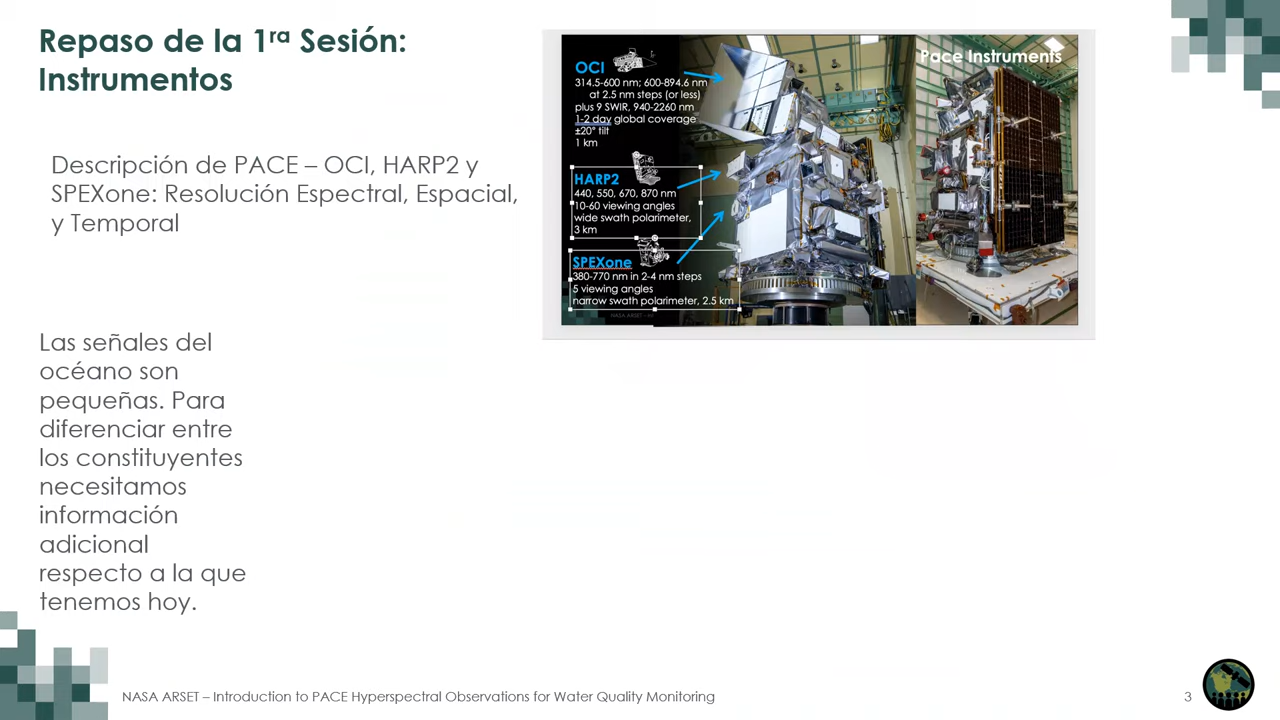 Repaso de la 1ra Sesión:
Instrumentos
Descripción de PACE – OCI, HARP2 y
SPEXone: Resolución Espectral, Espacial,
y Temporal
Pace Instruments
OCI
314.5-600 nm; 600-894.6 nm
at 2.5 nm steps (or less)
plus 9 SWIR, 940-2260 nm
1-2 day global coverage
±20° tilt
1 km
HARP2
440, 550, 670, 870 nm
10-60 viewing angles
wide swath polarimeter,
3 km
SPEXone
380-770 nm in 2-4 nm steps
5 viewing angles
narrow swath polarimeter, 2.5 km
Las señales del
océano son
pequeñas. Para
diferenciar entre
los constituyentes
necesitamos
información
adicional
respecto a la que
tenemos hoy.
NASA ARSET – Introduction to PACE Hyperspectral Observations for Water Quality Monitoring
3